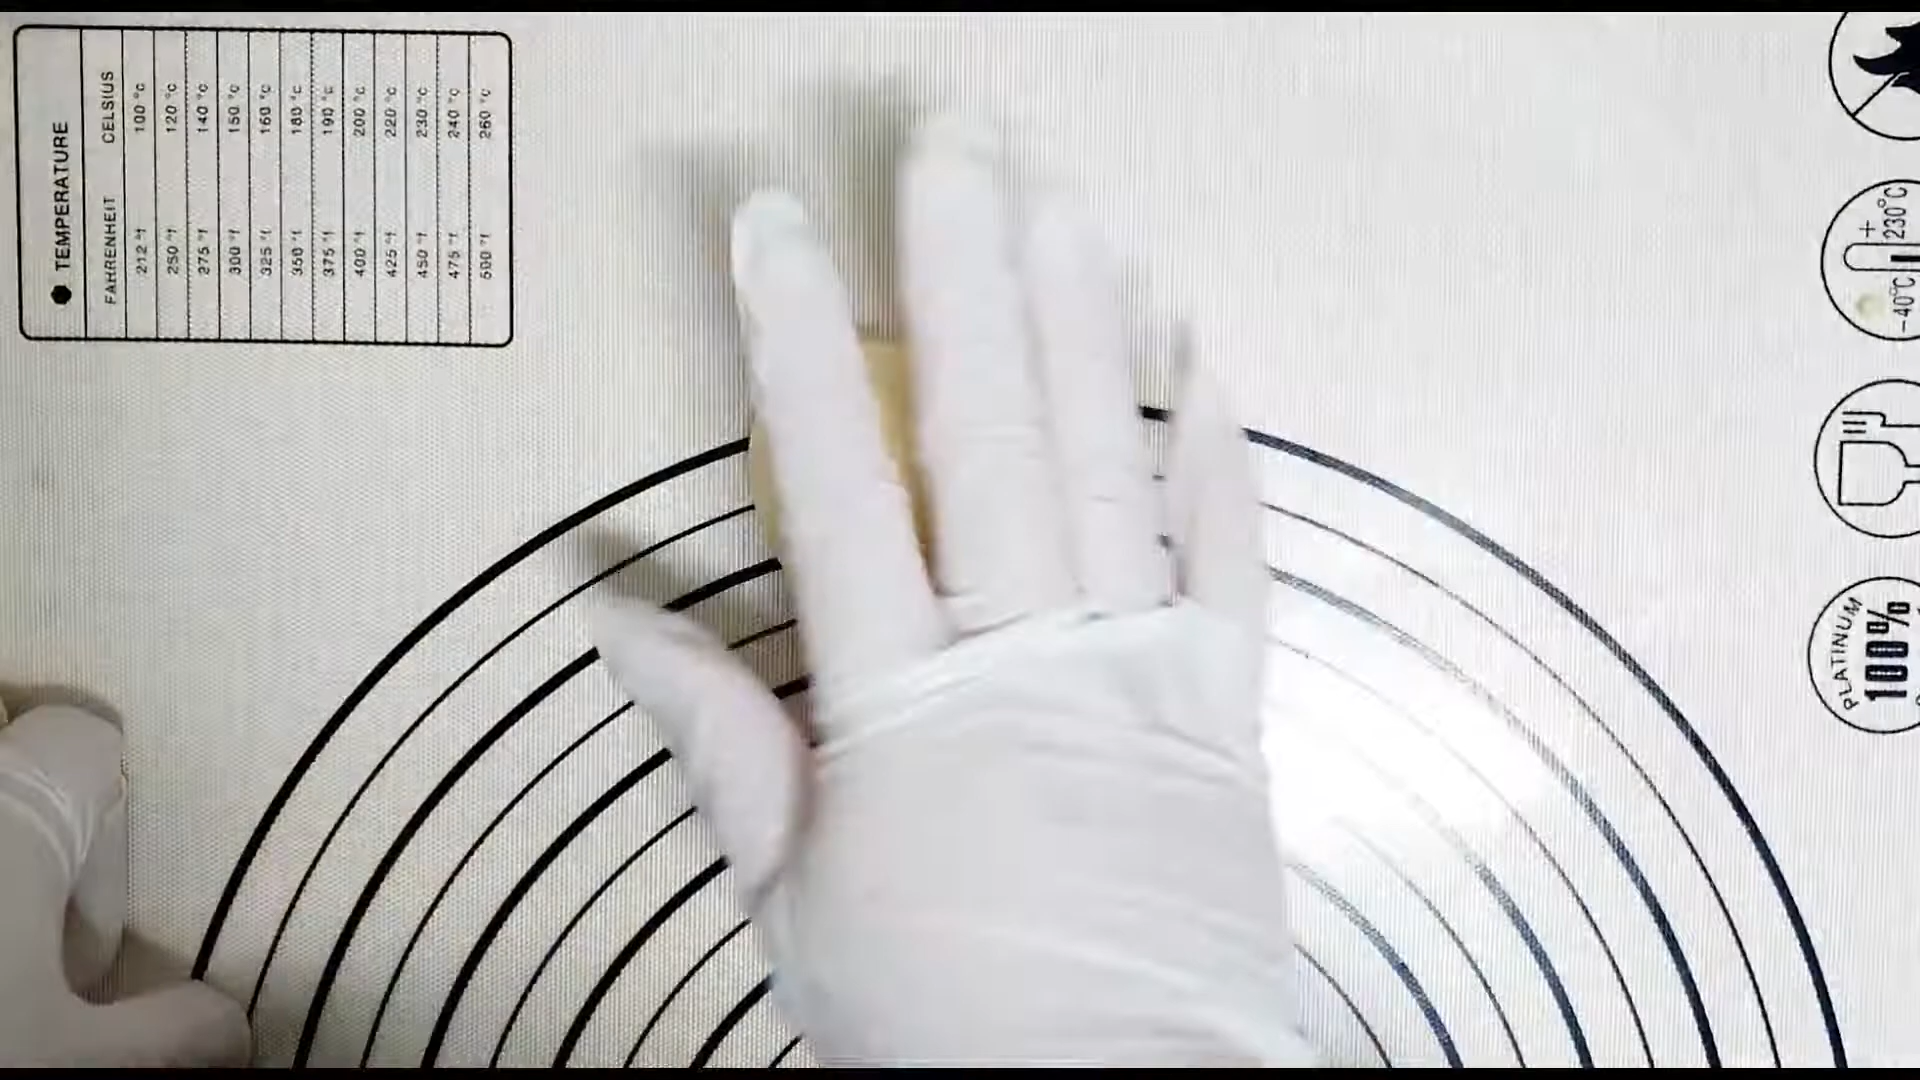 TEMPERATURE
FAHRENHEIT CELSIUS
212 °f 100 °c
250 °f 120 °c
275 °f 140 °c
300 °f 150 °c
325 °f 160 °c
350 °f 180 °c
375 °f 190 °c
400 °f 200 °c
425 °f 220 °c
450 °f 230 °c
475 °f 240 °c
500 °f 260 °c
-40°C +230°C
PLATINUM
100%